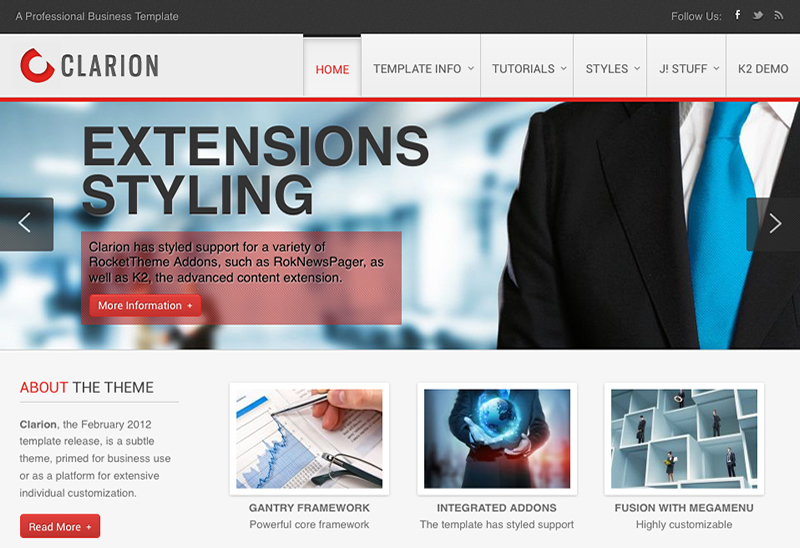 A Professional Business Template
Follow Us:
CLARION
HOME
TEMPLATE INFO
TUTORIALS
STYLES
J! STUFF
K2 DEMO
EXTENSIONS
STYLING
Clarion has styled support for a variety of
RocketTheme Addons, such as RokNewsPager, as
well as K2, the advanced content extension.
More Information +
ABOUT THE THEME
Clarion, the February 2012
template release, is a subtle
theme, primed for business use
or as a platform for extensive
individual customization.
Read More +
GANTRY FRAMEWORK
Powerful core framework
INTEGRATED ADDONS
The template has styled support
FUSION WITH MEGAMENU
Highly customizable